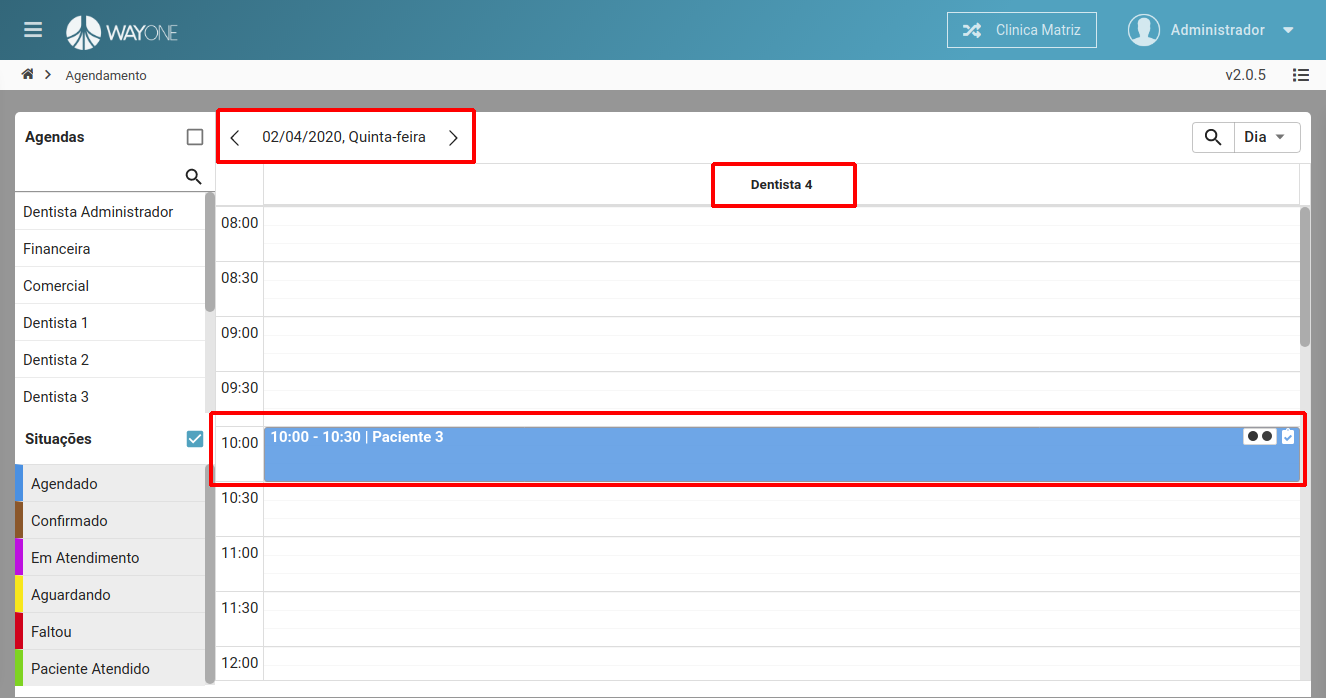 WAYONE
Clinica Matriz
Administrador
Agendamento
v2.0.5
Agendas
02/04/2020, Quinta-feira
Dia
Dentista Administrador
Financeira
Comercial
Dentista 1
Dentista 2
Dentista 3
Situações
Agendado
Confirmado
Em Atendimento
Aguardando
Faltou
Paciente Atendido
Dentista 4
08:00
08:30
09:00
09:30
10:00
10:00 - 10:30 | Paciente 3
10:30
11:00
11:30
12:00